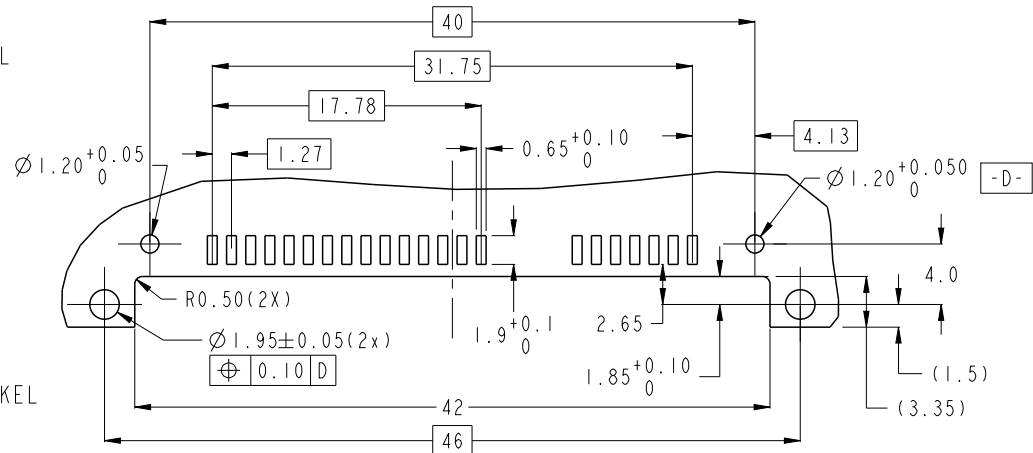 40
L
31.75
17.78
4.13
0.65 +0.10 0
1.27
Ø1.20 +0.05 0
Ø1.20 +0.050 0
-D-
4.0
R0.50(2X)
1.9 +0.1 0
2.65
Ø1.95±0.05(2x)
⌖ 0.10 D
1.85 +0.10 0
(1.5)
KEL
42
(3.35)
46